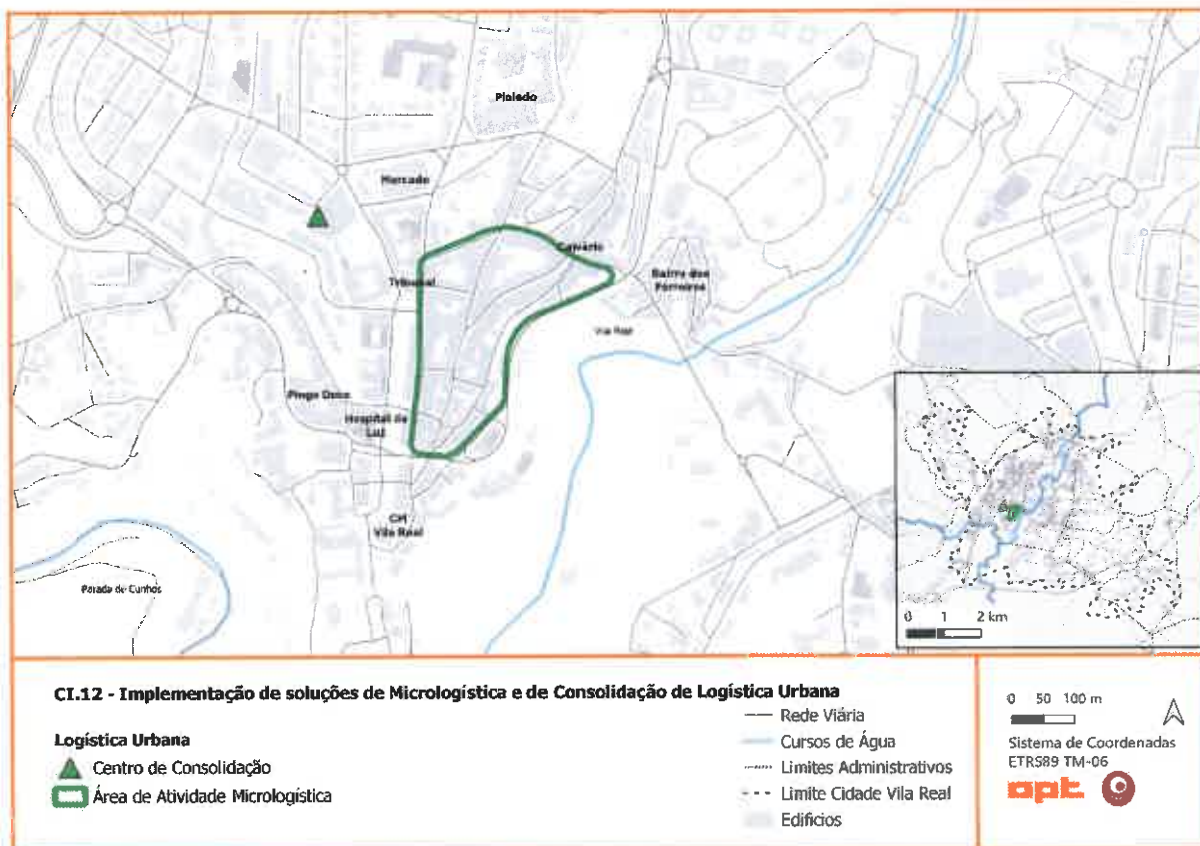 Pioledo
Mercado
Calvário
Tribunal
Bairro dos
Ferreiros
Vila Real
Pingo Doce
Hospital da
Luz
CM
Vila Real
Parada de Cunhos
0 1 2 km
CI.12 - Implementação de soluções de Micrologística e de Consolidação de Logística Urbana
Logística Urbana
Centro de Consolidação
Área de Atividade Micrologística
Rede Viária
Cursos de Água
Limites Administrativos
Limite Cidade Vila Real
Edifícios
0 50 100 m
Sistema de Coordenadas
ETRS89 TM-06
opt